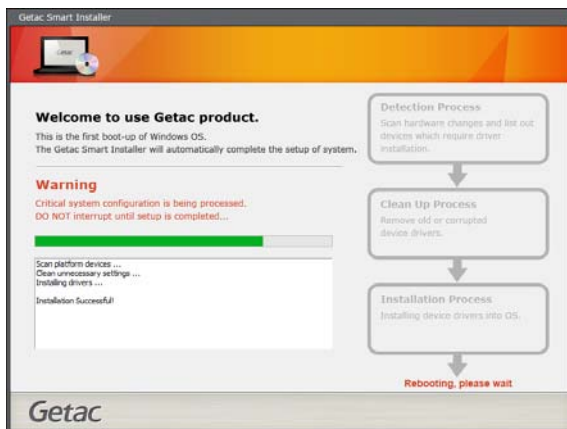 Getac Smart Installer
Getac
Welcome to use Getac product.
This is the first boot-up of Windows OS.
The Getac Smart Installer will automatically complete the setup of system.
Warning
Critical system configuration is being processed.
DO NOT interrupt until setup is completed...
Scan platform devices ...
Clean unnecessary settings ...
Installing drivers ...
Installation Successful!
Detection Process
Scan hardware changes and list out
devices which require driver
installation.
Clean Up Process
Remove old or corrupted
device drivers.
Installation Process
Installing device drivers into OS.
Rebooting, please wait
Getac